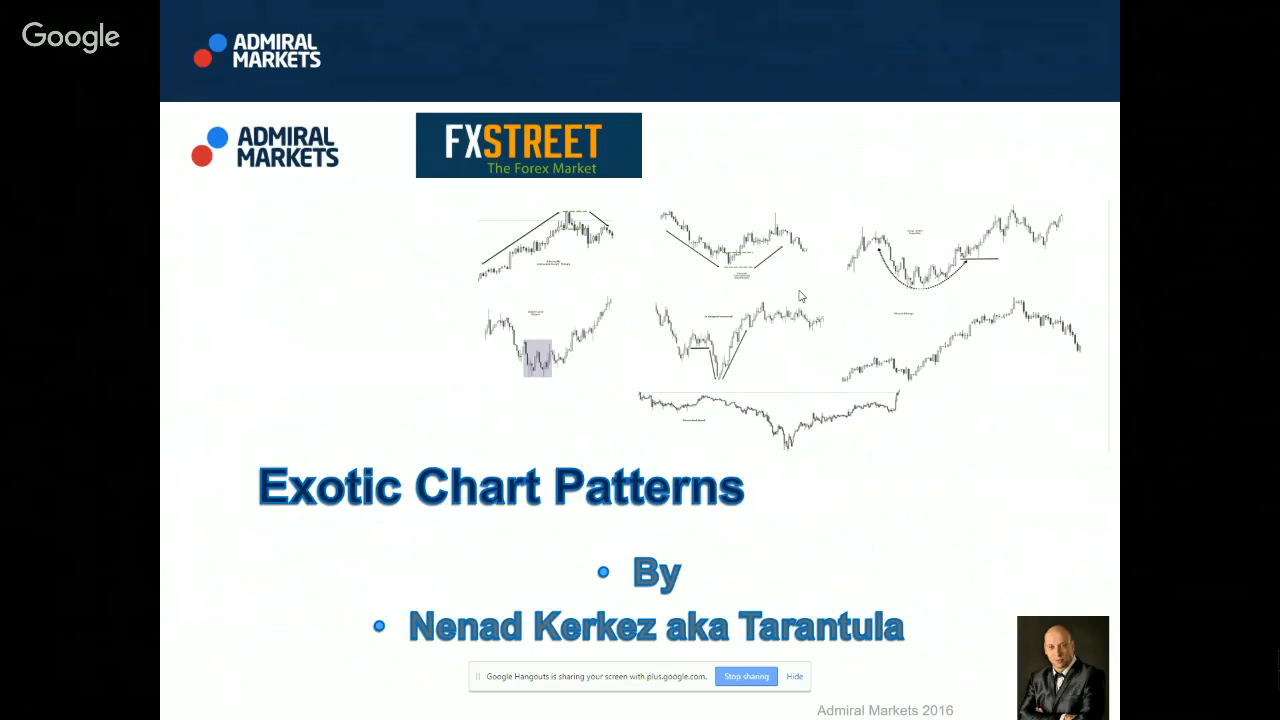 Google
ADMIRAL
MARKETS
ADMIRAL
MARKETS
FXSTREET
The Forex Market
Exotic Chart Patterns
• By
• Nenad Kerkez aka Tarantula
Google Hangouts is sharing your screen with plus.google.com.
Stop sharing
Hide
Admiral Markets 2016